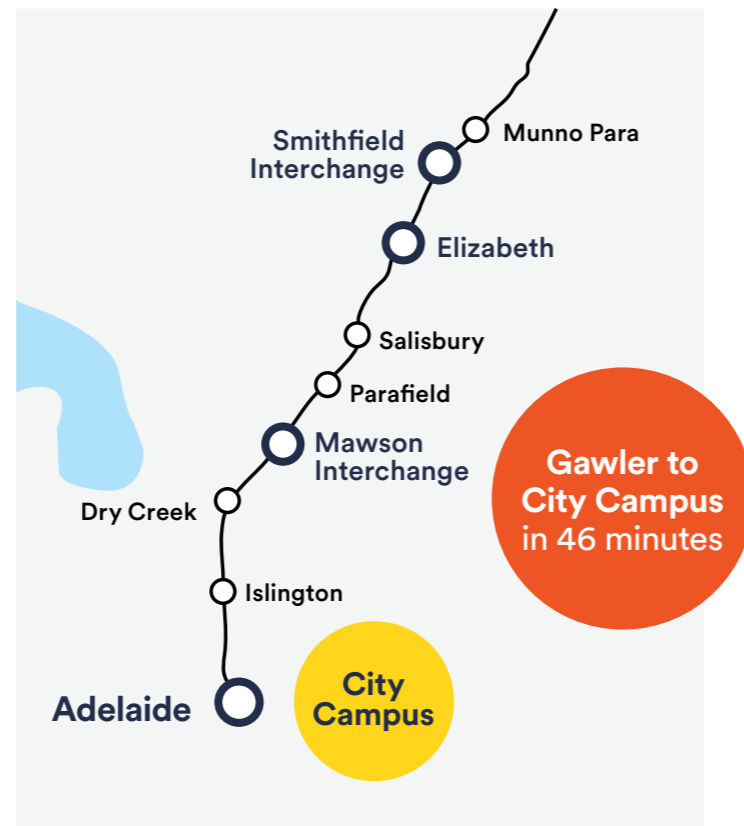 Munno Para
Smithfield
Interchange
Elizabeth
Salisbury
Parafield
Mawson
Interchange
Gawler to
City Campus
in 46 minutes
Dry Creek
Islington
City
Campus
Adelaide